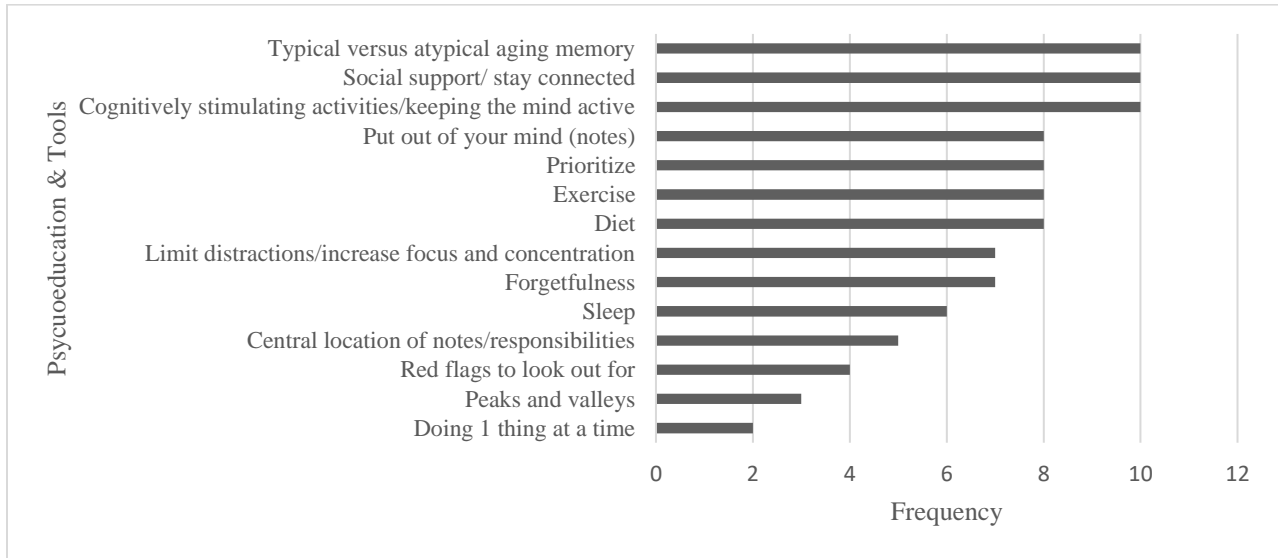 Psycuoeducation & Tools
Typical versus atypical aging memory
Social support/ stay connected
Cognitively stimulating activities/keeping the mind active
Put out of your mind (notes)
Prioritize
Exercise
Diet
Limit distractions/increase focus and concentration
Forgetfulness
Sleep
Central location of notes/responsibilities
Red flags to look out for
Peaks and valleys
Doing 1 thing at a time
0 2 4 6 8 10 12
Frequency